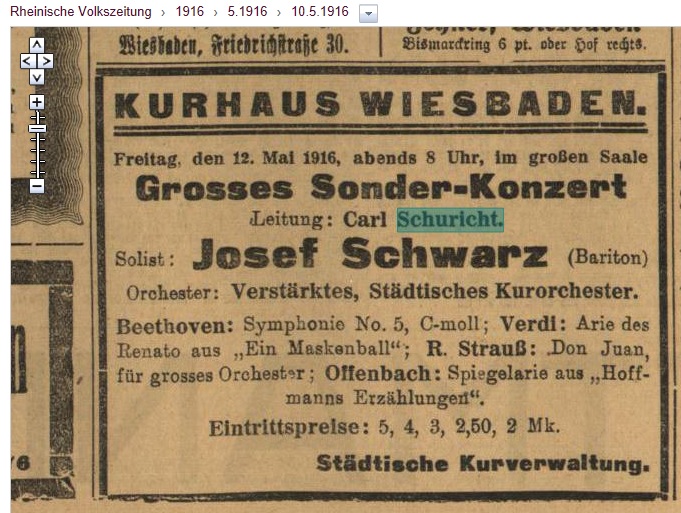 Rheinische Volkszeitung › 1916 › 5.1916 › 10.5.1916
Wiesbaden, Friedrichstraße 30.
Bismarckring 6 pt. oder Hof rechts.
KURHAUS WIESBADEN.
Freitag, den 12. Mai 1916, abends 8 Uhr, im großen Saale
Grosses Sonder-Konzert
Leitung: Carl Schuricht.
Solist: Josef Schwarz (Bariton)
Orchester: Verstärktes, Städtisches Kurorchester.
Beethoven: Symphonie No. 5, C-moll; Verdi: Arie des
Renato aus „Ein Maskenball“; R. Strauß: Don Juan,
für grosses Orchester; Offenbach: Spiegelarie aus „Hoff-
manns Erzählungen“.
Eintrittspreise: 5, 4, 3, 2,50, 2 Mk.
Städtische Kurverwaltung.